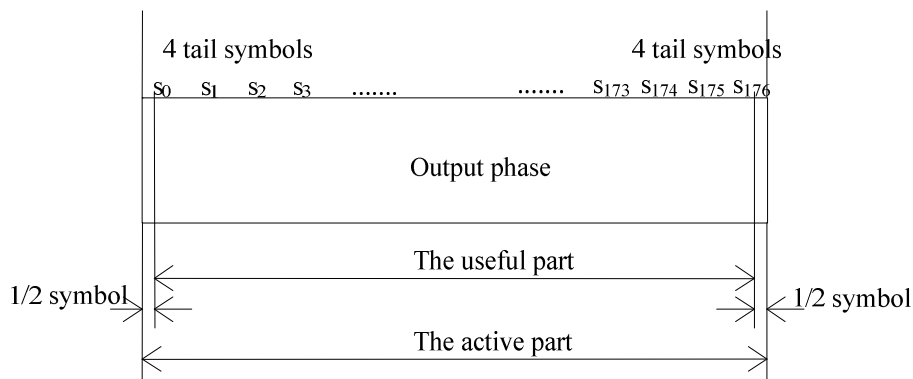 4 tail symbols 4 tail symbols
s0 s1 s2 s3 ....... ....... s173 s174 s175 s176
Output phase
The useful part
1/2 symbol 1/2 symbol
The active part